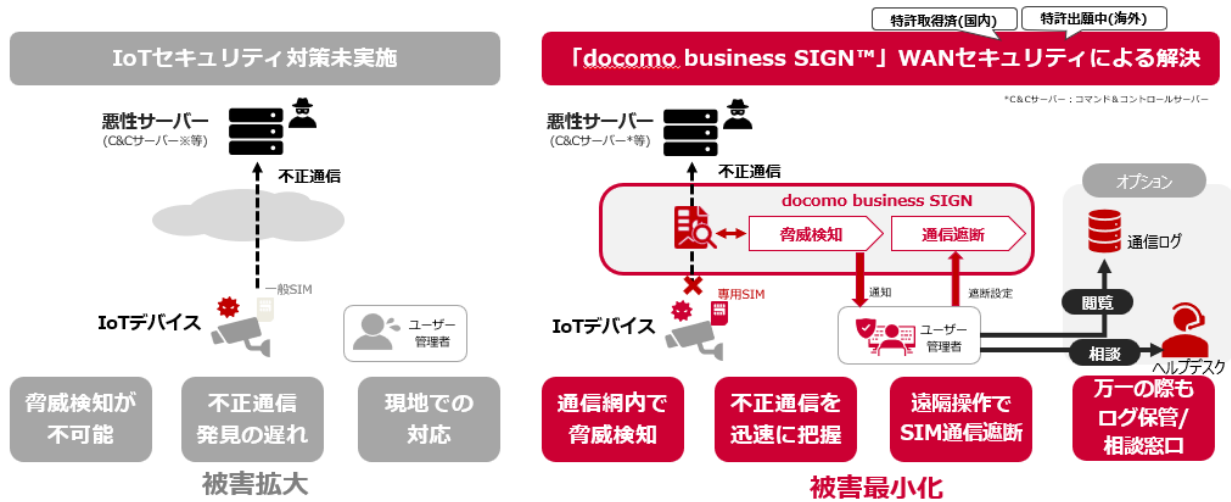 特許取得済(国内)
特許出願中(海外)
IoTセキュリティ対策未実施
悪性サーバー
(C&Cサーバー※等)
不正通信
一般SIM
IoTデバイス
ユーザー
管理者
脅威検知が
不可能
不正通信
発見の遅れ
現地での
対応
被害拡大
「docomo business SIGN™」WANセキュリティによる解決
*C&Cサーバー：コマンド＆コントロールサーバー
悪性サーバー
(C&Cサーバー*等)
不正通信
docomo business SIGN
脅威検知
通信遮断
専用SIM
IoTデバイス
通知
遮断設定
ユーザー
管理者
オプション
通信ログ
閲覧
相談
ヘルプデスク
通信網内で
脅威検知
不正通信を
迅速に把握
遠隔操作で
SIM通信遮断
万一の際も
ログ保管/
相談窓口
被害最小化